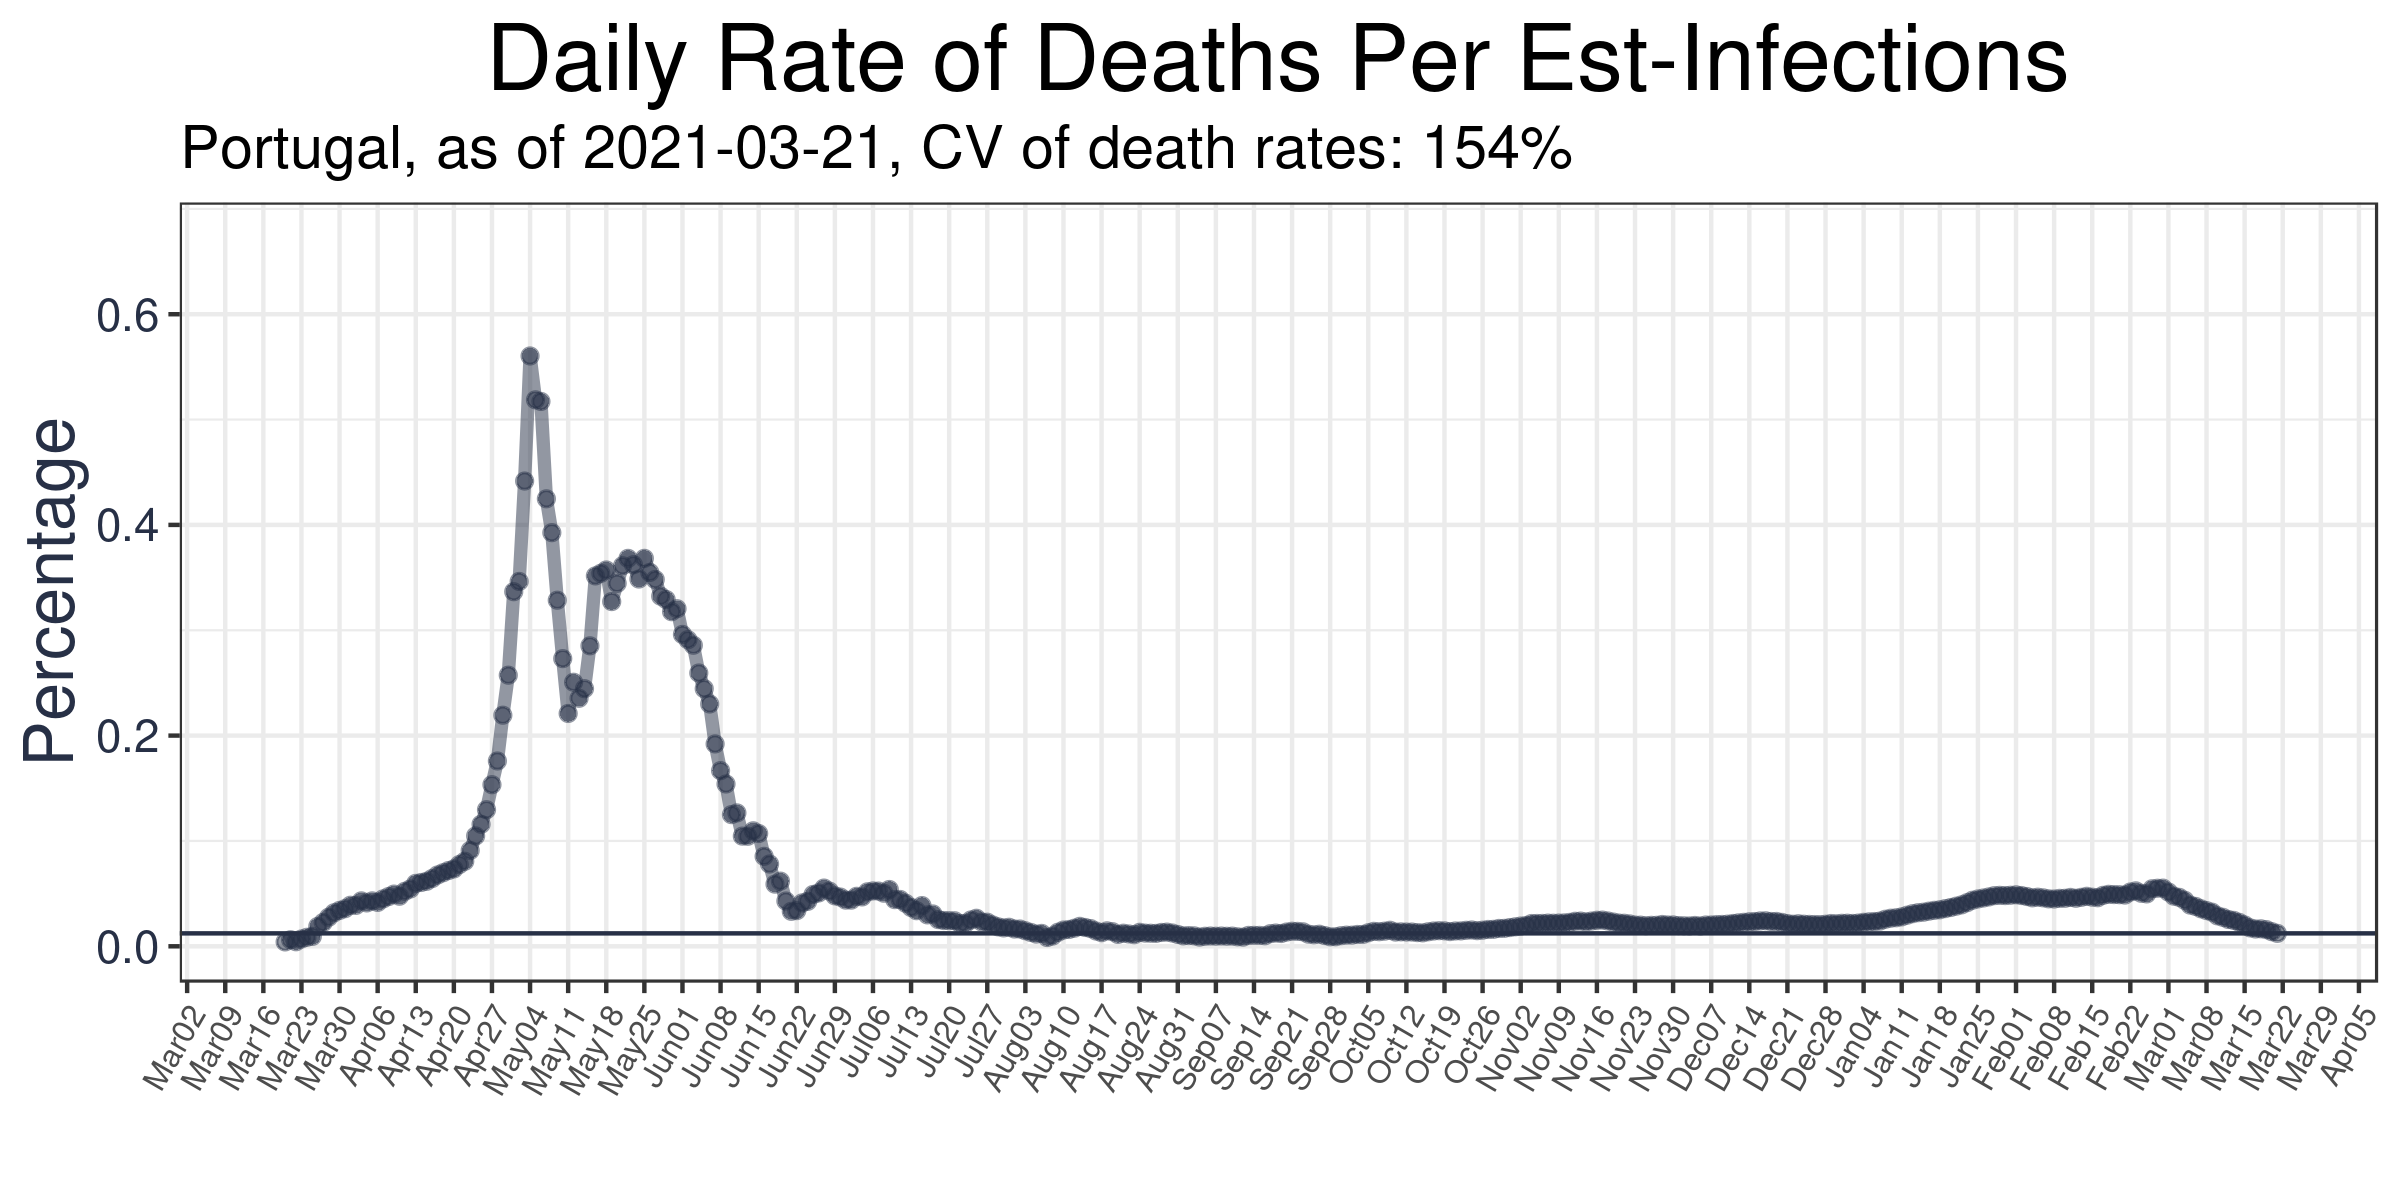 Daily Rate of Deaths Per Est-Infections
Portugal, as of 2021-03-21, CV of death rates: 154%
Percentage
0.6
0.4
0.2
0.0
Mar02 Mar09 Mar16 Mar23 Mar30 Apr06 Apr13 Apr20 Apr27 May04 May11 May18 May25 Jun01 Jun08 Jun15 Jun22 Jun29 Jul06 Jul13 Jul20 Jul27 Aug03 Aug10 Aug17 Aug24 Aug31 Sep07 Sep14 Sep21 Sep28 Oct05 Oct12 Oct19 Oct26 Nov02 Nov09 Nov16 Nov23 Nov30 Dec07 Dec14 Dec21 Dec28 Jan04 Jan11 Jan18 Jan25 Feb01 Feb08 Feb15 Feb22 Mar01 Mar08 Mar15 Mar22 Mar29 Apr05